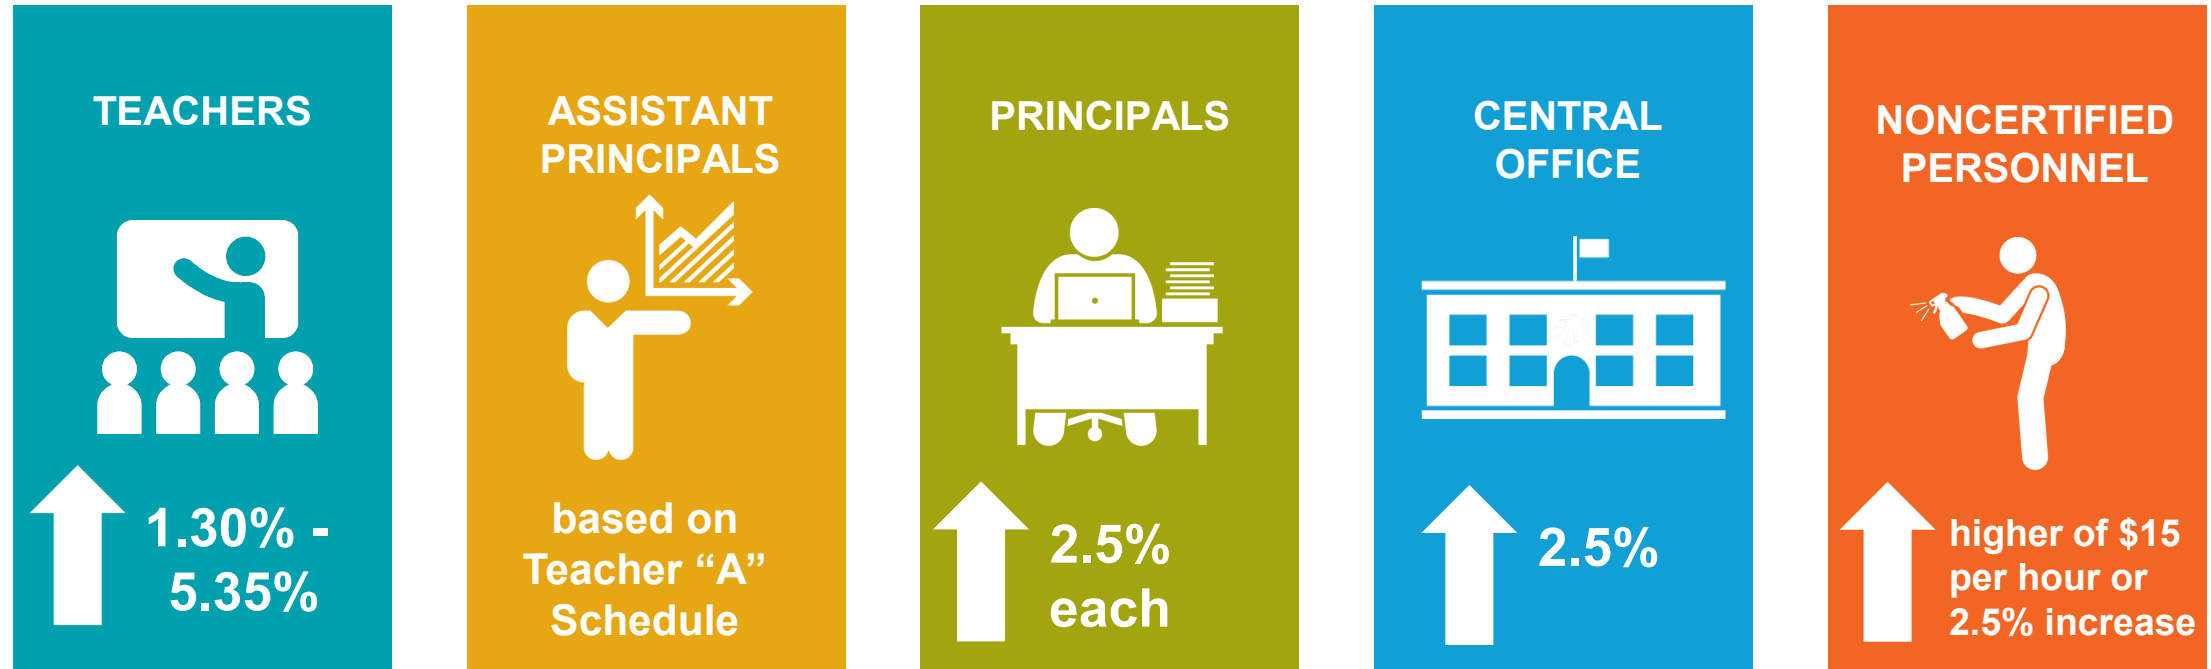 TEACHERS
1.30% -
5.35%
ASSISTANT
PRINCIPALS
based on
Teacher “A”
Schedule
PRINCIPALS
2.5%
each
CENTRAL
OFFICE
2.5%
NONCERTIFIED
PERSONNEL
higher of $15
per hour or
2.5% increase